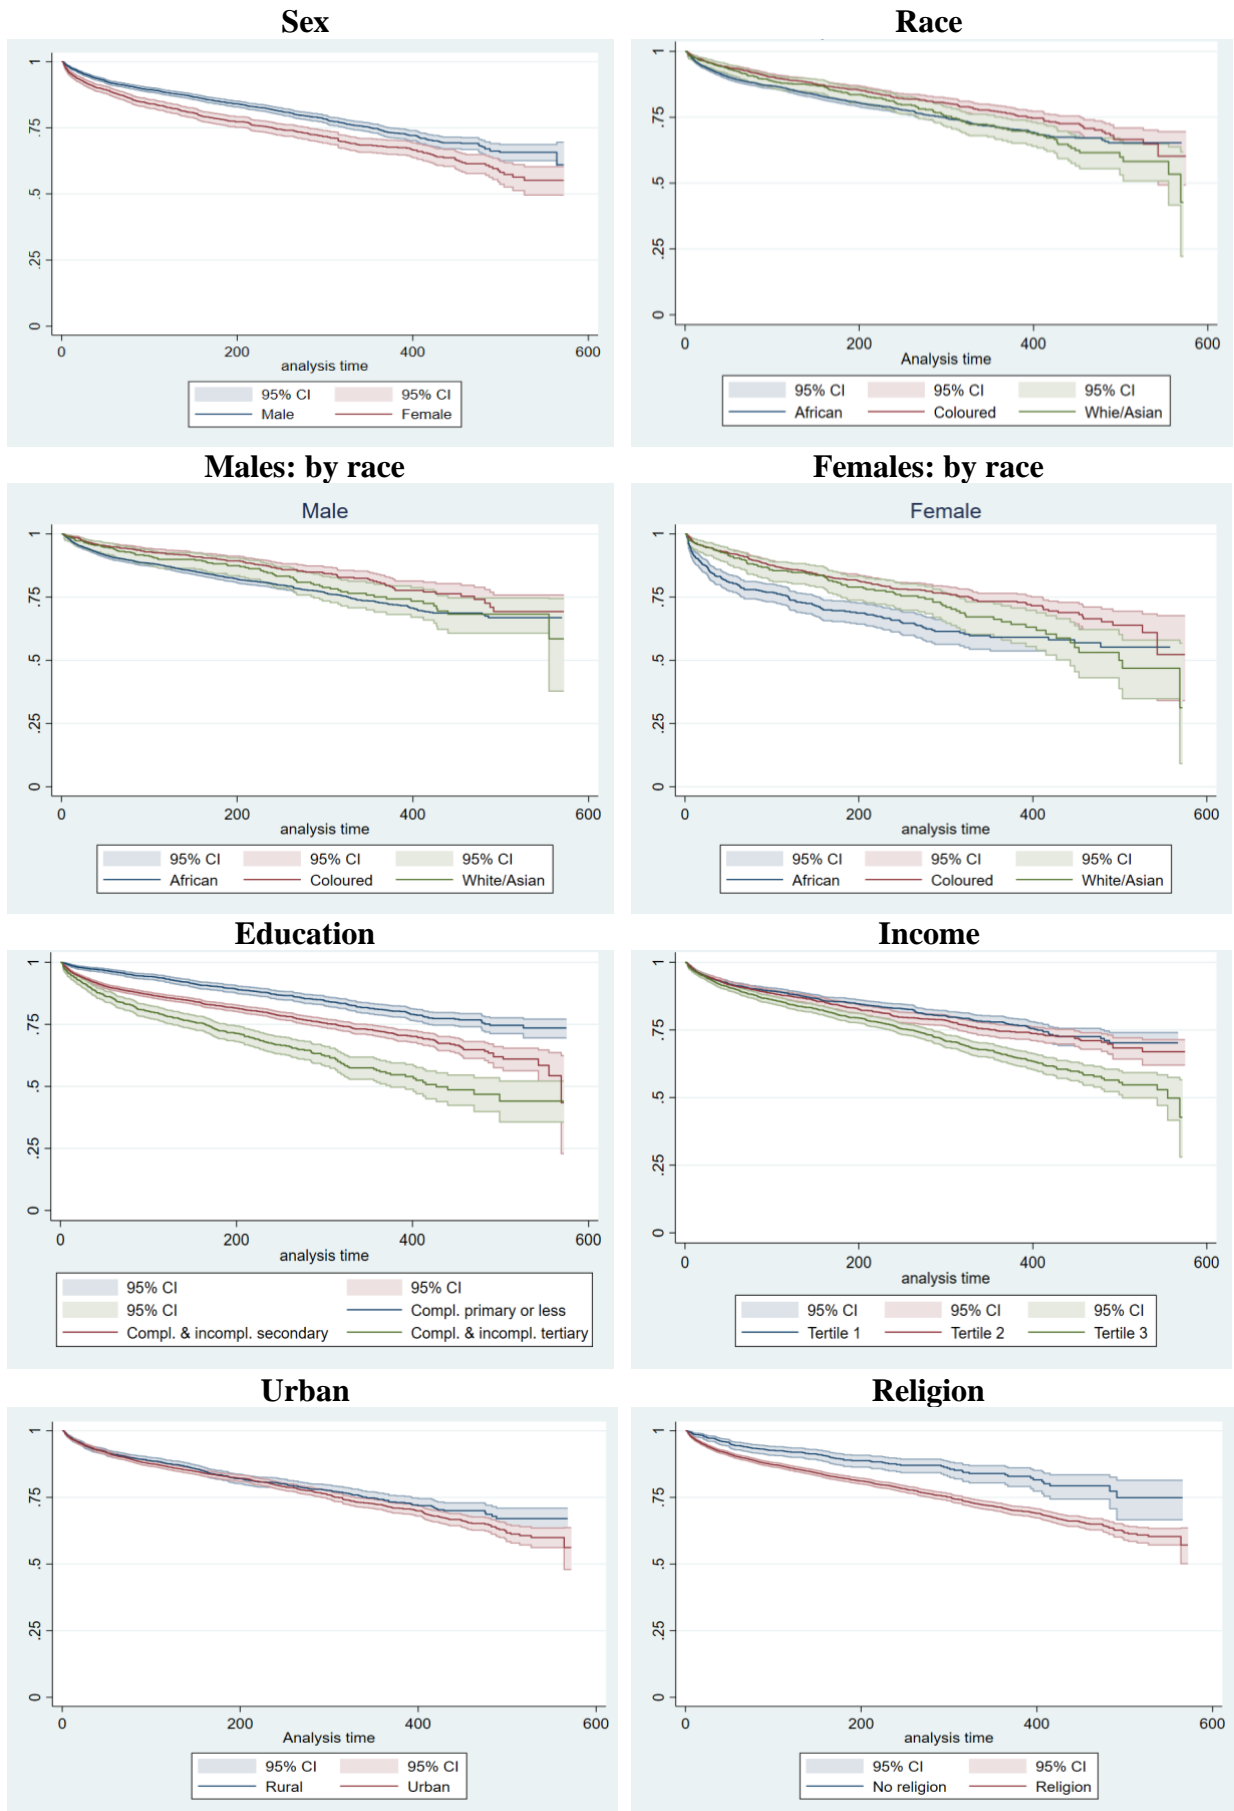 Sex
Race
1
.75
.5
.25
0
0 200 400 600
analysis time
95% CI 95% CI
Male Female
1
.75
.5
.25
0
0 200 400 600
Analysis time
95% CI 95% CI 95% CI
African Coloured Whie/Asian
Males: by race
Females: by race
Male
1
.75
.5
.25
0
0 200 400 600
analysis time
95% CI 95% CI 95% CI
African Coloured White/Asian
Female
1
.75
.5
.25
0
0 200 400 600
analysis time
95% CI 95% CI 95% CI
African Coloured White/Asian
Education
Income
1
.75
.5
.25
0
0 200 400 600
analysis time
95% CI 95% CI
95% CI Compl. primary or less
Compl. & incompl. secondary Compl. & incompl. tertiary
1
.75
.5
.25
0
0 200 400 600
analysis time
95% CI 95% CI 95% CI
Tertile 1 Tertile 2 Tertile 3
Urban
Religion
1
.75
.5
.25
0
0 200 400 600
Analysis time
95% CI 95% CI
Rural Urban
1
.75
.5
.25
0
0 200 400 600
analysis time
95% CI 95% CI
No religion Religion